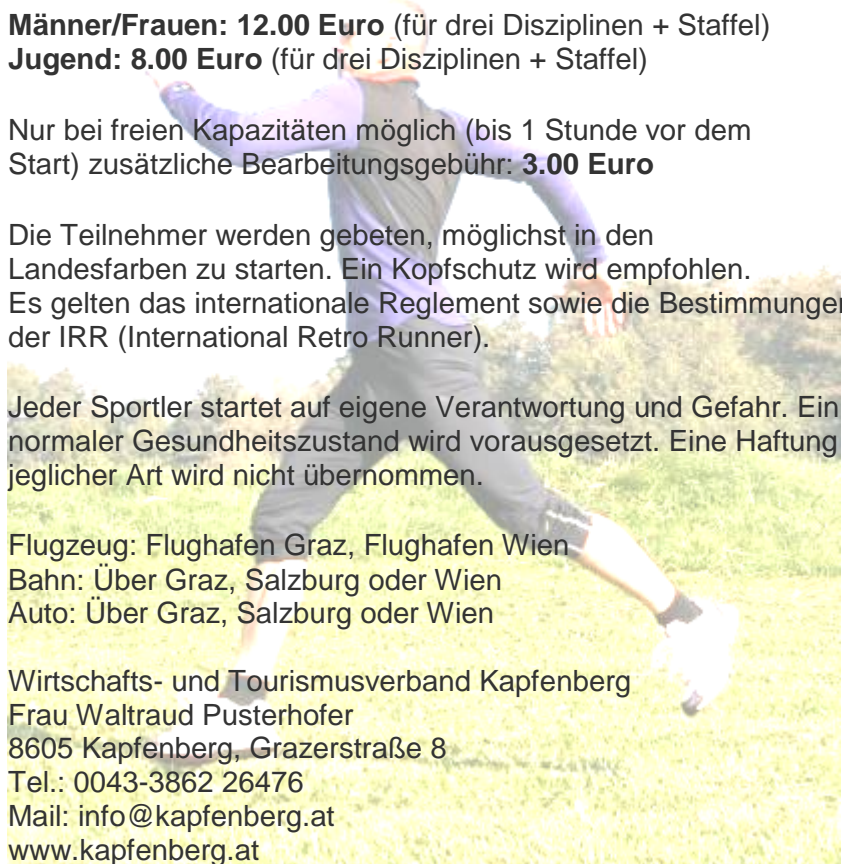 Männer/Frauen: 12.00 Euro (für drei Disziplinen + Staffel)
Jugend: 8.00 Euro (für drei Disziplinen + Staffel)
Nur bei freien Kapazitäten möglich (bis 1 Stunde vor dem
Start) zusätzliche Bearbeitungsgebühr: 3.00 Euro
Die Teilnehmer werden gebeten, möglichst in den
Landesfarben zu starten. Ein Kopfschutz wird empfohlen.
Es gelten das internationale Reglement sowie die Bestimmungen
der IRR (International Retro Runner).
Jeder Sportler startet auf eigene Verantwortung und Gefahr. Ein
normaler Gesundheitszustand wird vorausgesetzt. Eine Haftung
jeglicher Art wird nicht übernommen.
Flugzeug: Flughafen Graz, Flughafen Wien
Bahn: Über Graz, Salzburg oder Wien
Auto: Über Graz, Salzburg oder Wien
Wirtschafts- und Tourismusverband Kapfenberg
Frau Waltraud Pusterhofer
8605 Kapfenberg, Grazerstraße 8
Tel.: 0043-3862 26476
Mail: info@kapfenberg.at
www.kapfenberg.at